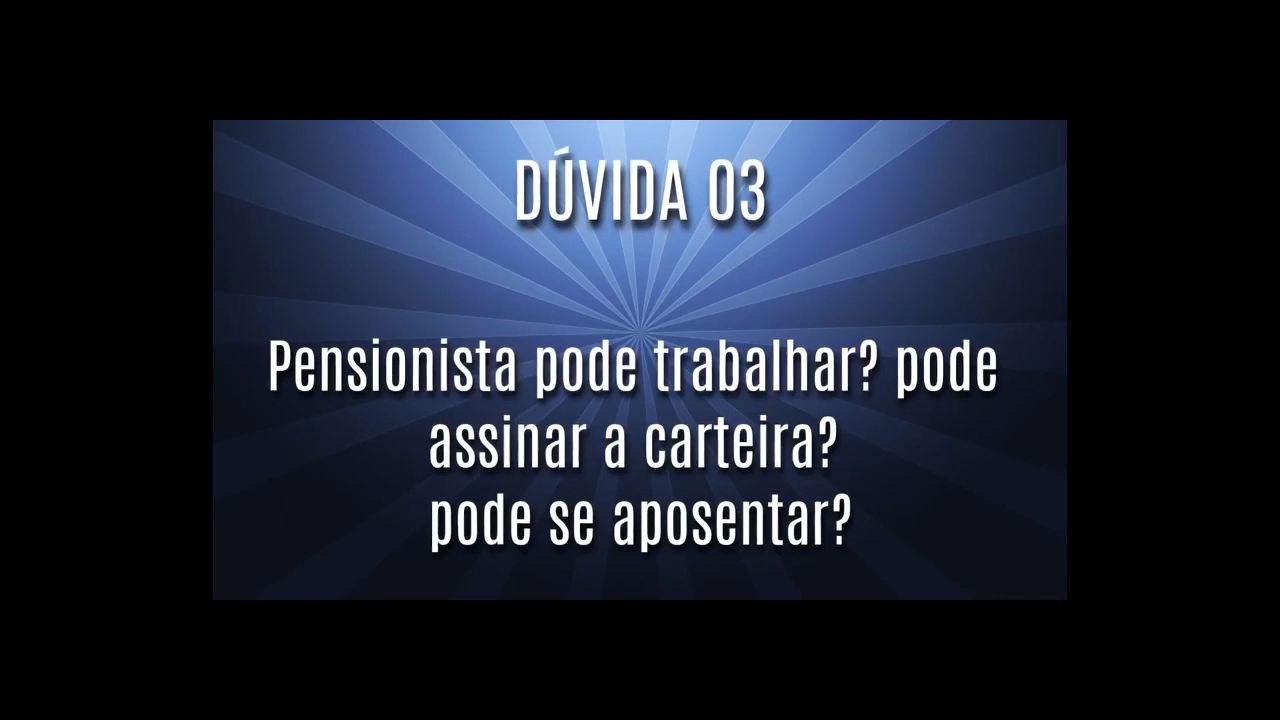 DÚVIDA 03
Pensionista pode trabalhar? pode
assinar a carteira?
pode se aposentar?